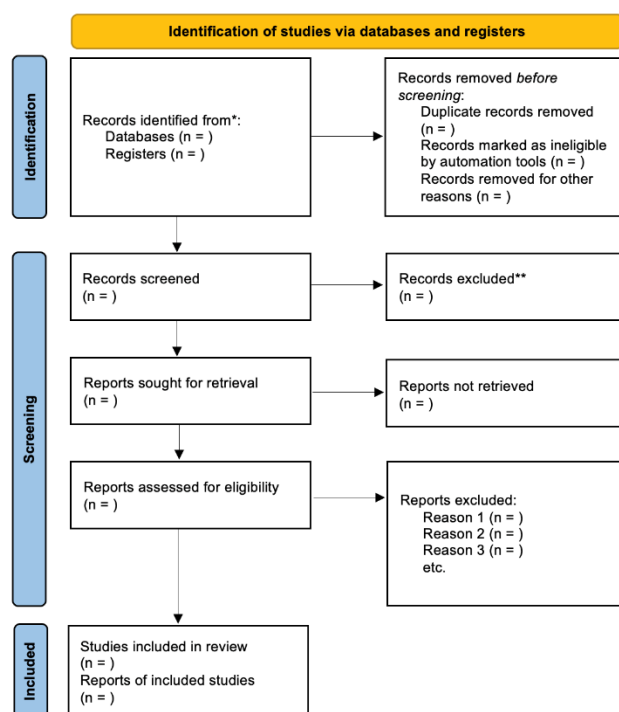 Identification of studies via databases and registers
Identification
Records identified from*:
Databases (n = )
Registers (n = )
Records removed before
screening:
Duplicate records removed
(n = )
Records marked as ineligible
by automation tools (n = )
Records removed for other
reasons (n = )
Screening
Records screened
(n = )
Records excluded**
(n = )
Reports sought for retrieval
(n = )
Reports not retrieved
(n = )
Reports assessed for eligibility
(n = )
Reports excluded:
Reason 1 (n = )
Reason 2 (n = )
Reason 3 (n = )
etc.
Included
Studies included in review
(n = )
Reports of included studies
(n = )